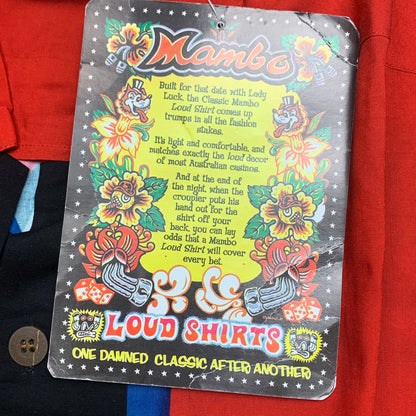 Mambo
Built for that date with Lady
Luck, the Classic Mambo
Loud Shirt comes up
trumps in all the fashion
stakes.
It's light and comfortable, and
matches exactly the loud decor
of most Australian casinos.
And at the end of
the night, when the
croupier puts his
hand out for the
shirt off your
back, you can lay
odds that a Mambo
Loud Shirt will cover
every bet.
LOUD SHIRTS
ONE DAMNED CLASSIC AFTER ANOTHER!